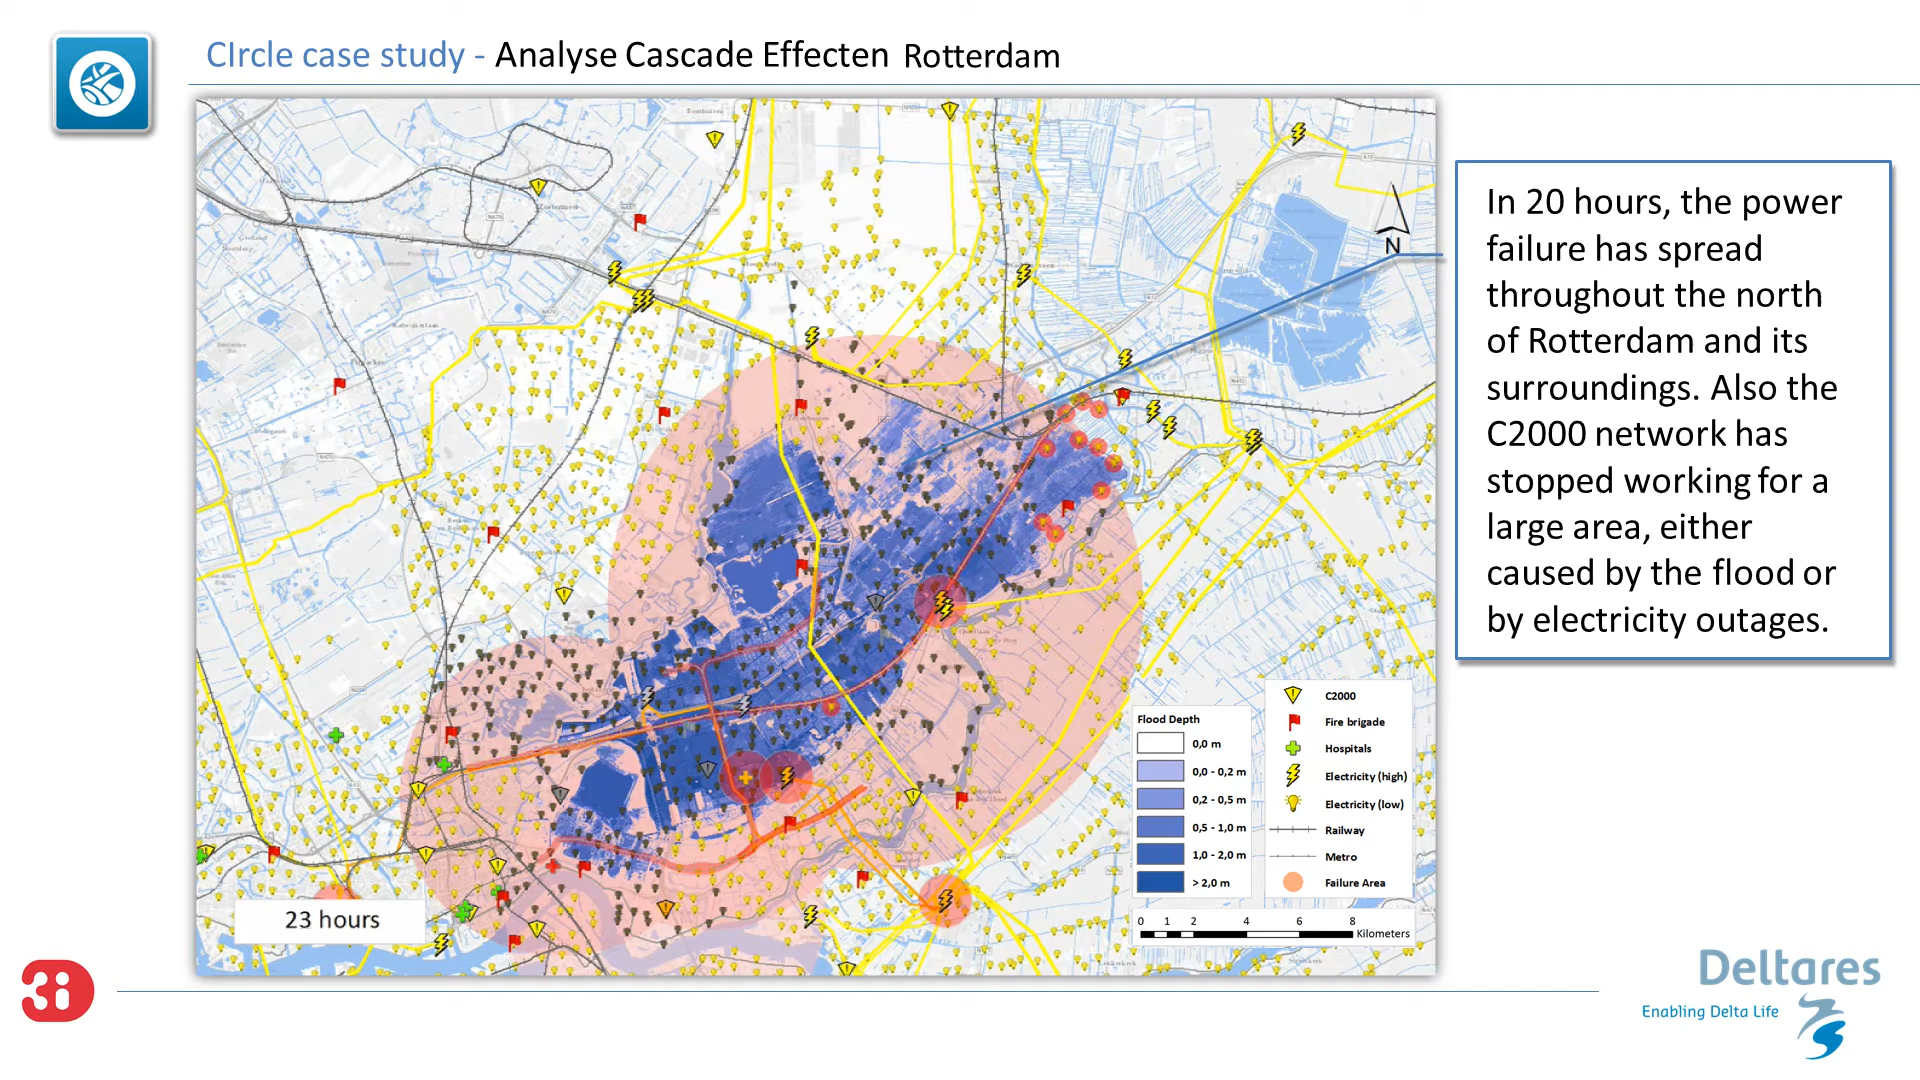 CIrcle case study - Analyse Cascade Effecten Rotterdam
In 20 hours, the power
failure has spread
throughout the north
of Rotterdam and its
surroundings. Also the
C2000 network has
stopped working for a
large area, either
caused by the flood or
by electricity outages.
N
Flood Depth
0,0 m
0,0 - 0,2 m
0,2 - 0,5 m
0,5 - 1,0 m
1,0 - 2,0 m
> 2,0 m
C2000
Fire brigade
Hospitals
Electricity (high)
Electricity (low)
Railway
Metro
Failure Area
0 1 2 4 6 8
Kilometers
23 hours
3i
Deltares
Enabling Delta Life